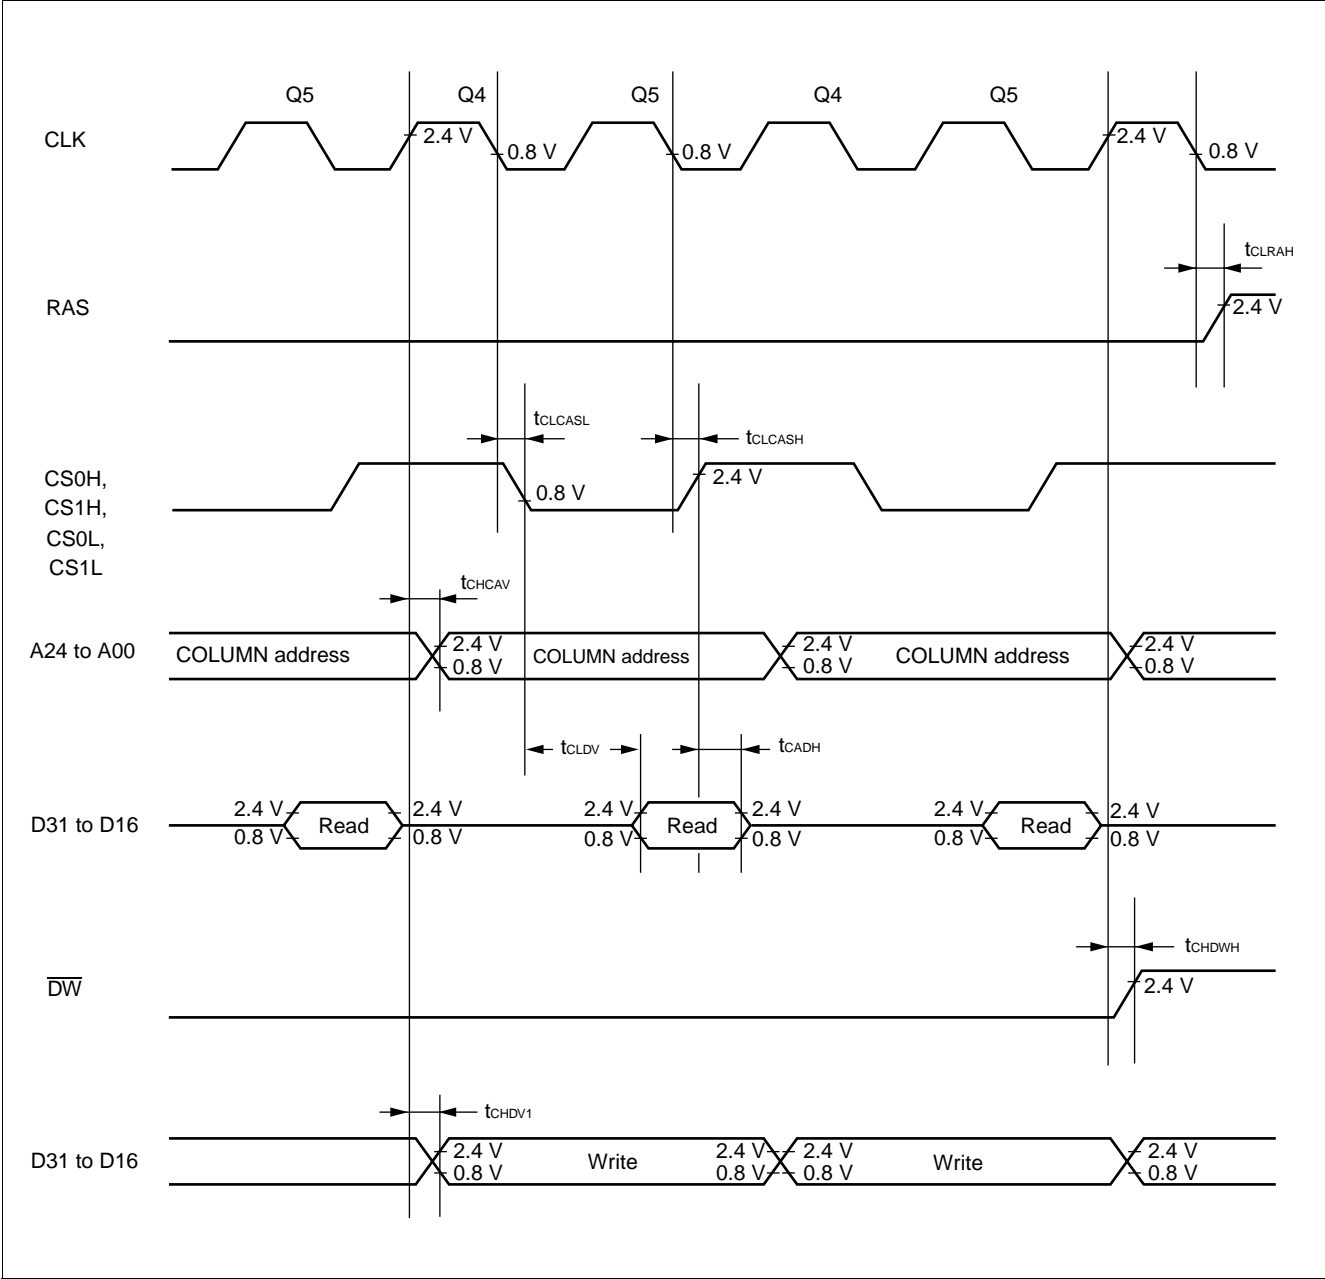 Q5 Q4 Q5 Q4 Q5
CLK 2.4 V 0.8 V 0.8 V 2.4 V 0.8 V
tCLRAH
RAS 2.4 V
tCLCASL tCLCASH
CS0H,
CS1H,
CS0L,
CS1L
0.8 V 2.4 V
tCHCAV
A24 to A00 COLUMN address 2.4 V COLUMN address 2.4 V COLUMN address 2.4 V
0.8 V 0.8 V 0.8 V
tCLDV tCADH
2.4 V 2.4 V 2.4 V 2.4 V 2.4 V 2.4 V
D31 to D16 Read Read Read
0.8 V 0.8 V 0.8 V 0.8 V 0.8 V 0.8 V
tCHDWH
DW 2.4 V
tCHDV1
D31 to D16 2.4 V Write 2.4 V 2.4 V Write 2.4 V
0.8 V 0.8 V 0.8 V 0.8 V